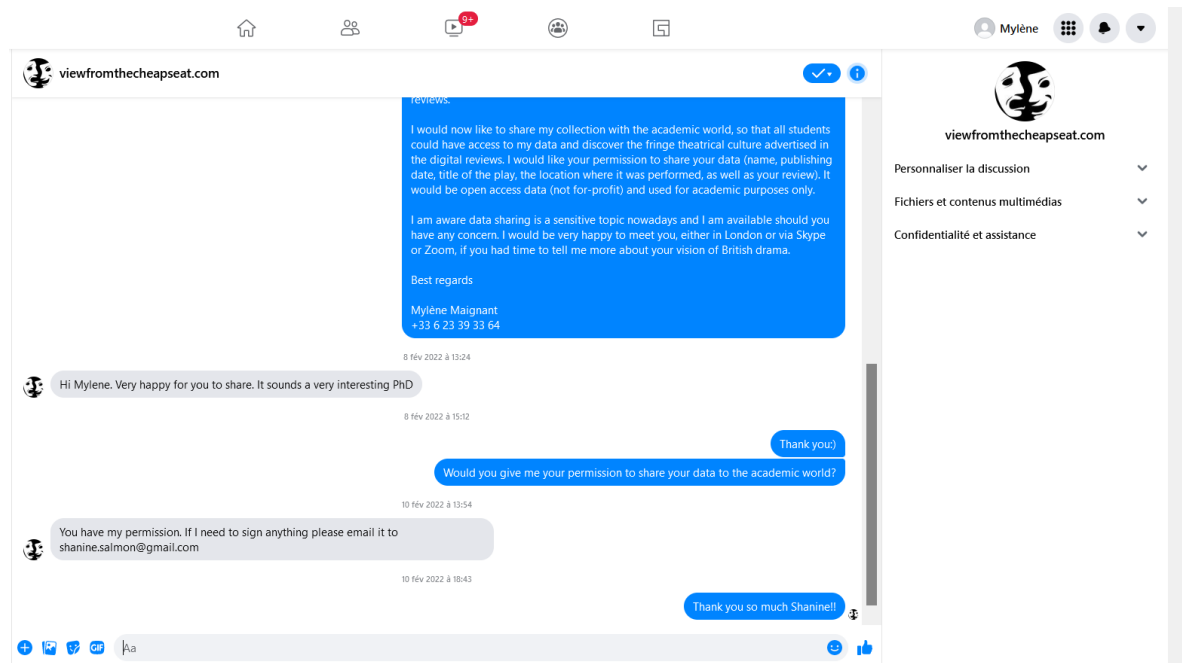 9+
Mylène
viewfromthecheapseat.com
viewfromthecheapseat.com
Personnaliser la discussion
Fichiers et contenus multimédias
Confidentialité et assistance
reviews.
I would now like to share my collection with the academic world, so that all students
could have access to my data and discover the fringe theatrical culture advertised in
the digital reviews. I would like your permission to share your data (name, publishing
date, title of the play, the location where it was performed, as well as your review). It
would be open access data (not for-profit) and used for academic purposes only.
I am aware data sharing is a sensitive topic nowadays and I am available should you
have any concern. I would be very happy to meet you, either in London or via Skype
or Zoom, if you had time to tell me more about your vision of British drama.
Best regards
Mylène Maignant
+33 6 23 39 33 64
8 fév 2022 à 13:24
Hi Mylene. Very happy for you to share. It sounds a very interesting PhD
8 fév 2022 à 15:12
Thank you:)
Would you give me your permission to share your data to the academic world?
10 fév 2022 à 13:54
You have my permission. If I need to sign anything please email it to
shanine.salmon@gmail.com
10 fév 2022 à 18:43
Thank you so much Shanine!!
GIF
Aa